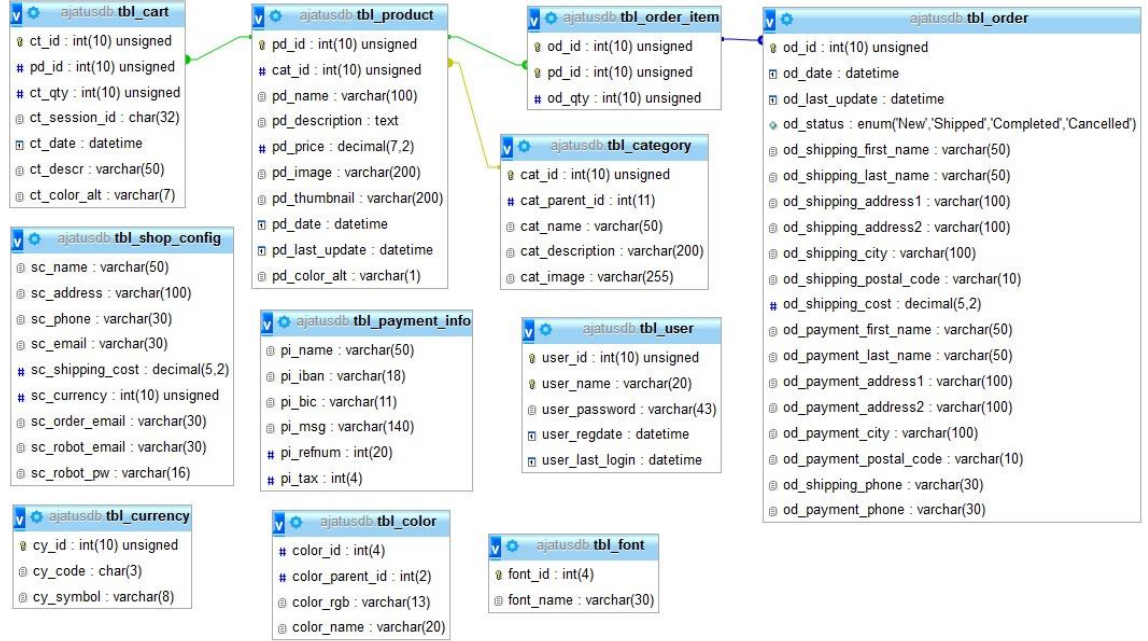 ajatusdb.tbl_cart
ct_id : int(10) unsigned
pd_id : int(10) unsigned
ct_qty : int(10) unsigned
ct_session_id : char(32)
ct_date : datetime
ct_descr : varchar(50)
ct_color_alt : varchar(7)
ajatusdb.tbl_product
pd_id : int(10) unsigned
cat_id : int(10) unsigned
pd_name : varchar(100)
pd_description : text
pd_price : decimal(7,2)
pd_image : varchar(200)
pd_thumbnail : varchar(200)
pd_date : datetime
pd_last_update : datetime
pd_color_alt : varchar(1)
ajatusdb.tbl_order_item
od_id : int(10) unsigned
pd_id : int(10) unsigned
od_qty : int(10) unsigned
ajatusdb.tbl_category
cat_id : int(10) unsigned
cat_parent_id : int(11)
cat_name : varchar(50)
cat_description : varchar(200)
cat_image : varchar(255)
ajatusdb.tbl_order
od_id : int(10) unsigned
od_date : datetime
od_last_update : datetime
od_status : enum('New','Shipped','Completed','Cancelled')
od_shipping_first_name : varchar(50)
od_shipping_last_name : varchar(50)
od_shipping_address1 : varchar(100)
od_shipping_address2 : varchar(100)
od_shipping_city : varchar(100)
od_shipping_postal_code : varchar(10)
od_shipping_cost : decimal(5,2)
od_payment_first_name : varchar(50)
od_payment_last_name : varchar(50)
od_payment_address1 : varchar(100)
od_payment_address2 : varchar(100)
od_payment_city : varchar(100)
od_payment_postal_code : varchar(10)
od_shipping_phone : varchar(30)
od_payment_phone : varchar(30)
ajatusdb.tbl_shop_config
sc_name : varchar(50)
sc_address : varchar(100)
sc_phone : varchar(30)
sc_email : varchar(30)
sc_shipping_cost : decimal(5,2)
sc_currency : int(10) unsigned
sc_order_email : varchar(30)
sc_robot_email : varchar(30)
sc_robot_pw : varchar(16)
ajatusdb.tbl_payment_info
pi_name : varchar(50)
pi_iban : varchar(18)
pi_bic : varchar(11)
pi_msg : varchar(140)
pi_refnum : int(20)
pi_tax : int(4)
ajatusdb.tbl_user
user_id : int(10) unsigned
user_name : varchar(20)
user_password : varchar(43)
user_regdate : datetime
user_last_login : datetime
ajatusdb.tbl_currency
cy_id : int(10) unsigned
cy_code : char(3)
cy_symbol : varchar(8)
ajatusdb.tbl_color
color_id : int(4)
color_parent_id : int(2)
color_rgb : varchar(13)
color_name : varchar(20)
ajatusdb.tbl_font
font_id : int(4)
font_name : varchar(30)